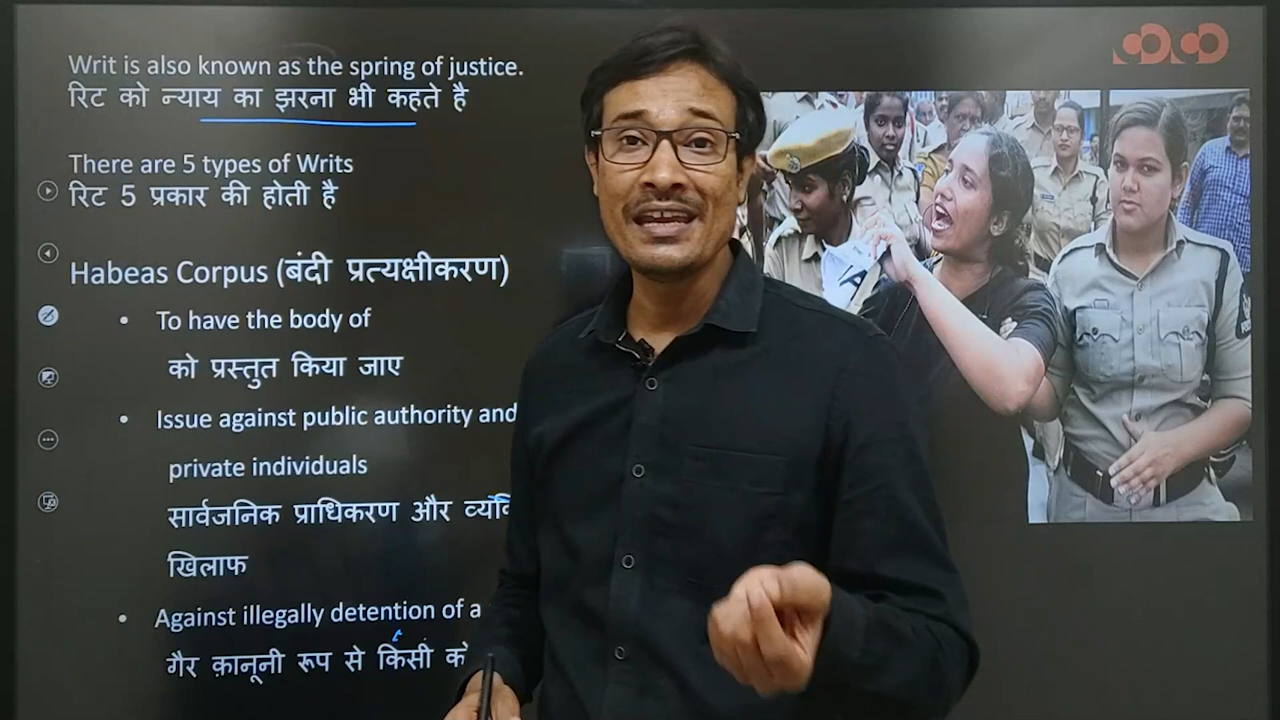 Writ is also known as the spring of justice.
रिट को न्याय का झरना भी कहते है
There are 5 types of Writs
रिट 5 प्रकार की होती है
Habeas Corpus (बंदी प्रत्यक्षीकरण)
• To have the body of
को प्रस्तुत किया जाए
• Issue against public authority and
private individuals
सार्वजनिक प्राधिकरण और
खिलाफ
• Against illegally detention of a
गैर क़ानूनी रूप से किसी को